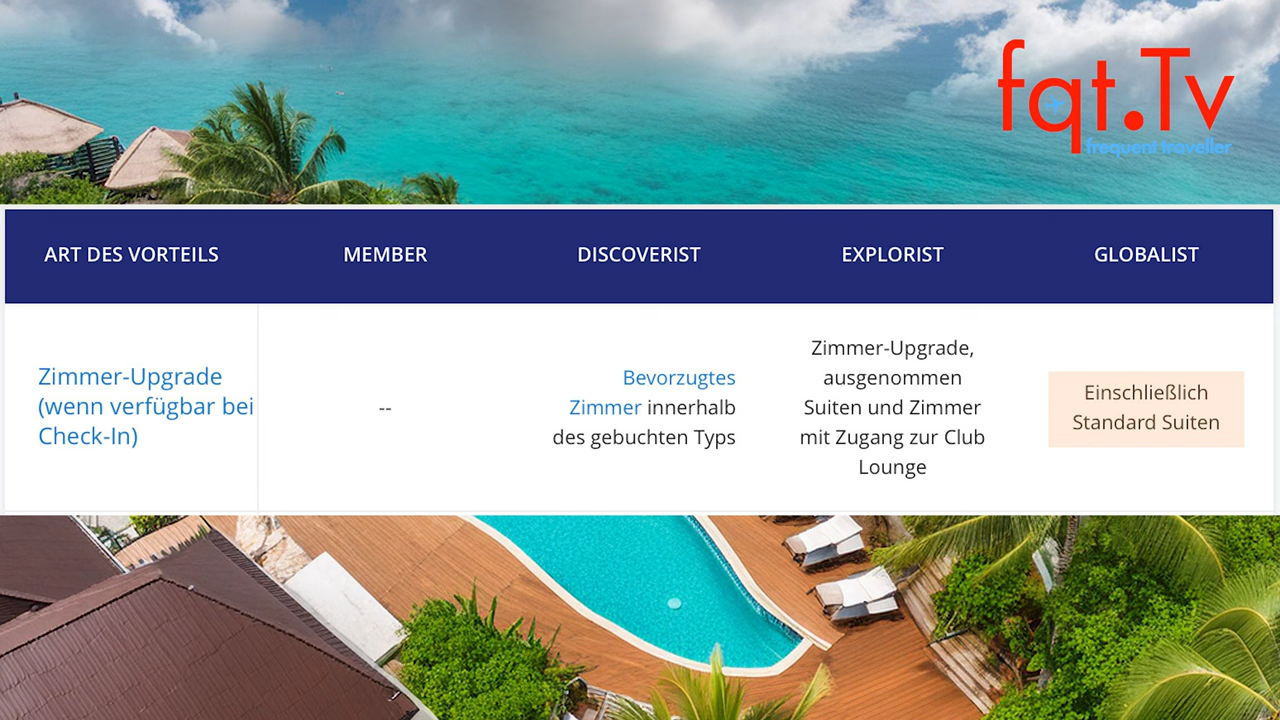 fqt.Tv
frequent traveller
ART DES VORTEILS
MEMBER
DISCOVERIST
EXPLORIST
GLOBALIST
Zimmer-Upgrade
(wenn verfügbar bei
Check-In)
--
Bevorzugtes
Zimmer innerhalb
des gebuchten Typs
Zimmer-Upgrade,
ausgenommen
Suiten und Zimmer
mit Zugang zur Club
Lounge
Einschließlich
Standard Suiten